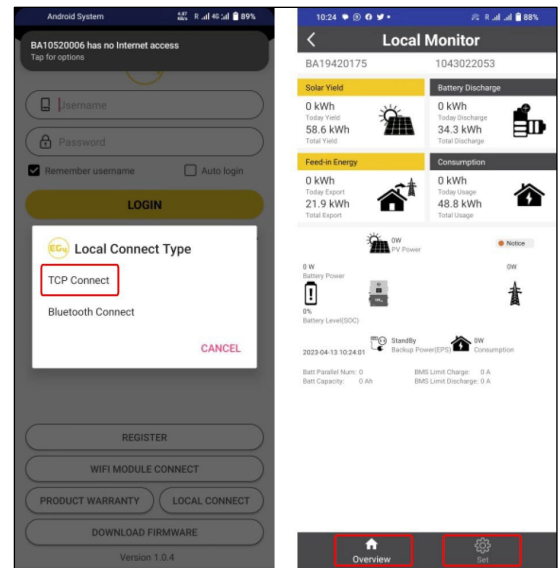 Android System
4.67 KB/s R 4G 89%
BA10520006 has no Internet access
Tap for options
Username
Password
Remember username
Auto login
LOGIN
EG4
Local Connect Type
TCP Connect
Bluetooth Connect
CANCEL
REGISTER
WIFI MODULE CONNECT
PRODUCT WARRANTY
LOCAL CONNECT
DOWNLOAD FIRMWARE
Version 1.0.4
10:24
R 88%
Local Monitor
BA19420175
1043022053
Solar Yield
0 kWh
Today Yield
58.6 kWh
Total Yield
Battery Discharge
0 kWh
Today Discharge
34.3 kWh
Total Discharge
Feed-in Energy
0 kWh
Today Export
21.9 kWh
Total Export
Consumption
0 kWh
Today Usage
48.8 kWh
Total Usage
0W
PV Power
Notice
0 W
Battery Power
0W
0%
Battery Level(SOC)
2023-04-13 10:24:01
StandBy
Backup Power(EPS)
0W
Consumption
Batt Parallel Num: 0
BMS Limit Charge: 0 A
Batt Capacity: 0 Ah
BMS Limit Discharge: 0 A
Overview
Set